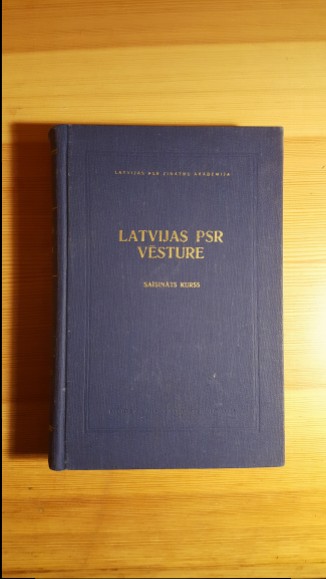 LATVIJAS PSR ZINĀTŅU AKADĒMIJA
LATVIJAS PSR
VĒSTURE
SAĪSINĀTS KURSS